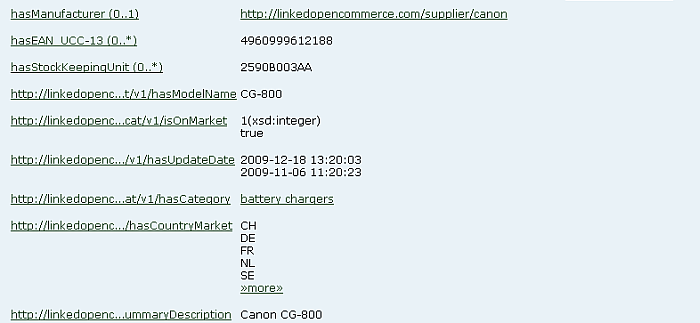 hasManufacturer (0..1) http://linkedopencommerce.com/supplier/canon
hasEAN_UCC-13 (0..*) 4960999612188
hasStockKeepingUnit (0..*) 2590B003AA
http://linkedopenc...t/v1/hasModelName CG-800
http://linkedopenc...cat/v1/isOnMarket 1(xsd:integer)
true
http://linkedopenc.../v1/hasUpdateDate 2009-12-18 13:20:03
2009-11-06 11:20:23
http://linkedopenc...at/v1/hasCategory battery chargers
http://linkedopenc.../hasCountryMarket CH
DE
FR
NL
SE
»more»
http://linkedopenc...ummaryDescription Canon CG-800